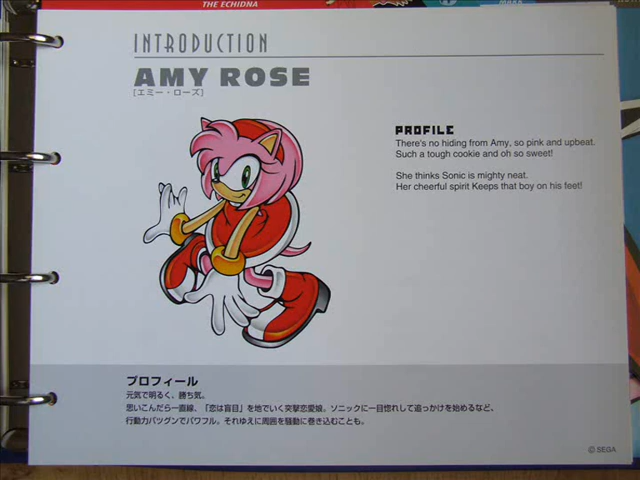 THE ECHIDNA
INTRODUCTION
AMY ROSE
[エミー・ローズ]
PROFILE
There's no hiding from Amy, so pink and upbeat.
Such a tough cookie and oh so sweet!
She thinks Sonic is mighty neat.
Her cheerful spirit Keeps that boy on his feet!
プロフィール
元気で明るく。勝ち気。
思いこんだら一直線。「恋は盲目」を地でいく突撃恋愛娘。ソニックに一目惚れして追っかけを始めるなど、
行動力バツグンでパワフル。それゆえに周囲を騒動に巻き込むことも。
© SEGA